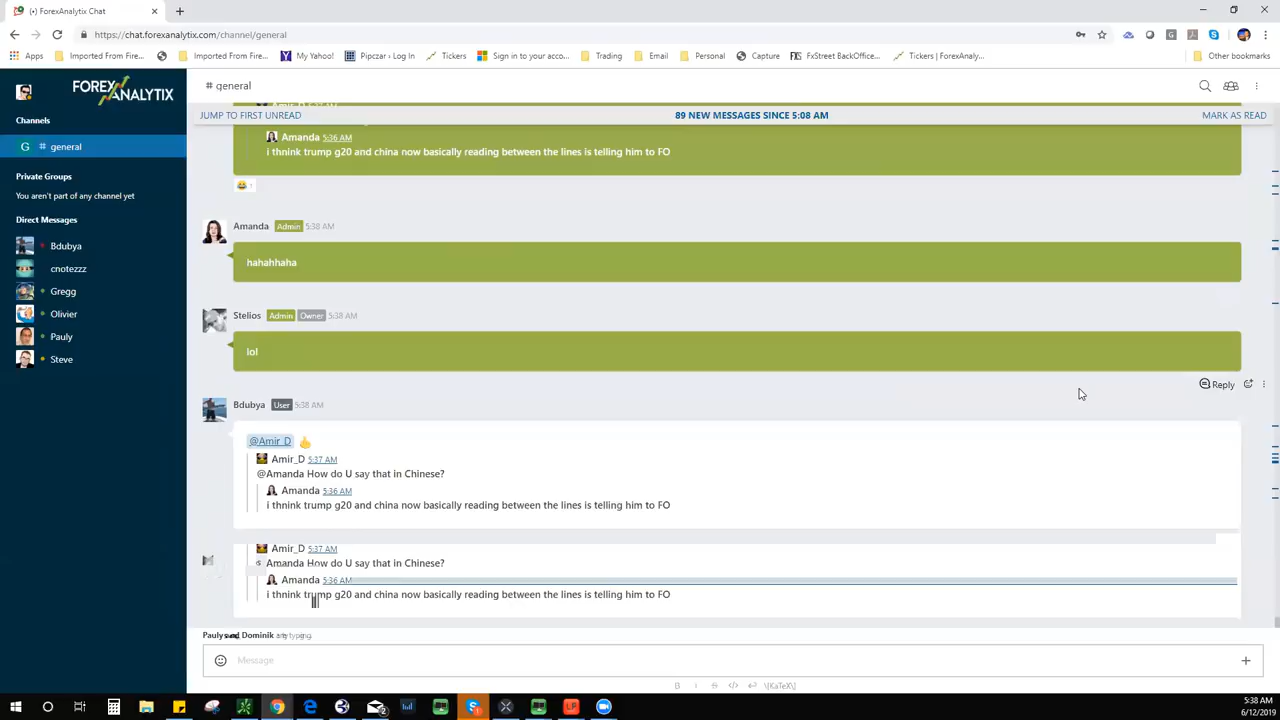 (•) ForexAnalytix Chat
https://chat.forexanalytix.com/channel/general
Apps Imported From Fire... Imported From Fire... My Yahoo! Pipczar › Log In Tickers Sign in to your acco... Trading Email Personal Capture FxStreet BackOffice... Tickers | ForexAnaly... Other bookmarks
FOREX ANALYTIX
# general
JUMP TO FIRST UNREAD 89 NEW MESSAGES SINCE 5:08 AM MARK AS READ
Channels
G # general
Private Groups
You aren't part of any channel yet
Direct Messages
Bdubya
cnotezzz
Gregg
Olivier
Pauly
Steve
Amanda 5:36 AM
i thnink trump g20 and china now basically reading between the lines is telling him to FO
1
Amanda Admin 5:38 AM
hahahhaha
Stelios Admin Owner 5:38 AM
lol
Reply
Bdubya User 5:38 AM
@Amir_D
Amir_D 5:37 AM
@Amanda How do U say that in Chinese?
Amanda 5:36 AM
i thnink trump g20 and china now basically reading between the lines is telling him to FO
Amir_D 5:37 AM
Amanda How do U say that in Chinese?
Amanda 5:36 AM
i thnink trump g20 and china now basically reading between the lines is telling him to FO
Dominik
Message
B i S </> [KaTeX]
5:38 AM
6/12/2019